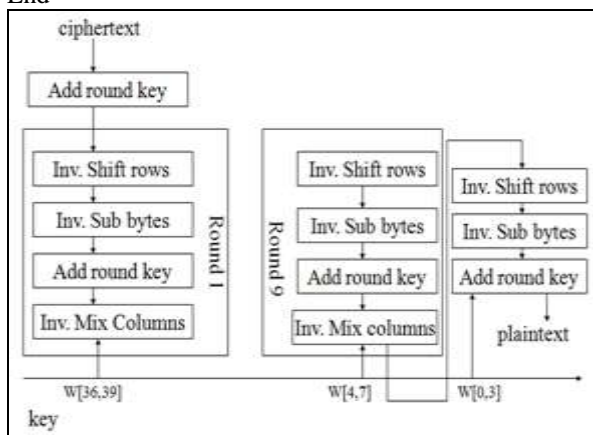 End
ciphertext
Add round key
Inv. Shift rows
Inv. Sub bytes
Add round key
Inv. Mix Columns
Round 1
Inv. Shift rows
Inv. Sub bytes
Add round key
Inv. Mix columns
Round 9
Inv. Shift rows
Inv. Sub bytes
Add round key
plaintext
W[36,39]
W[4,7]
W[0,3]
key